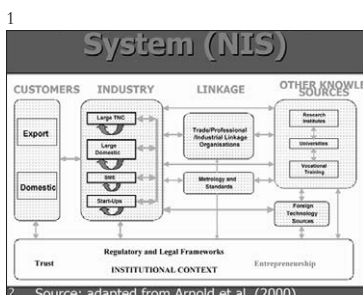 1
System (NIS)
CUSTOMERS
INDUSTRY
LINKAGE
OTHER KNOWLE
SOURCES
Export
Domestic
Large TNC
Large
Domestic
SME
Start-Ups
Trade/Professional
/Industrial Linkage
Organisations
Metrology and
Standards
Research
Institutes
Universities
Vocational
Training
Foreign
Technology
Sources
Regulatory and Legal Frameworks
Trust
Entrepreneurship
INSTITUTIONAL CONTEXT
2 Source: adapted from Arnold et al. (2000)